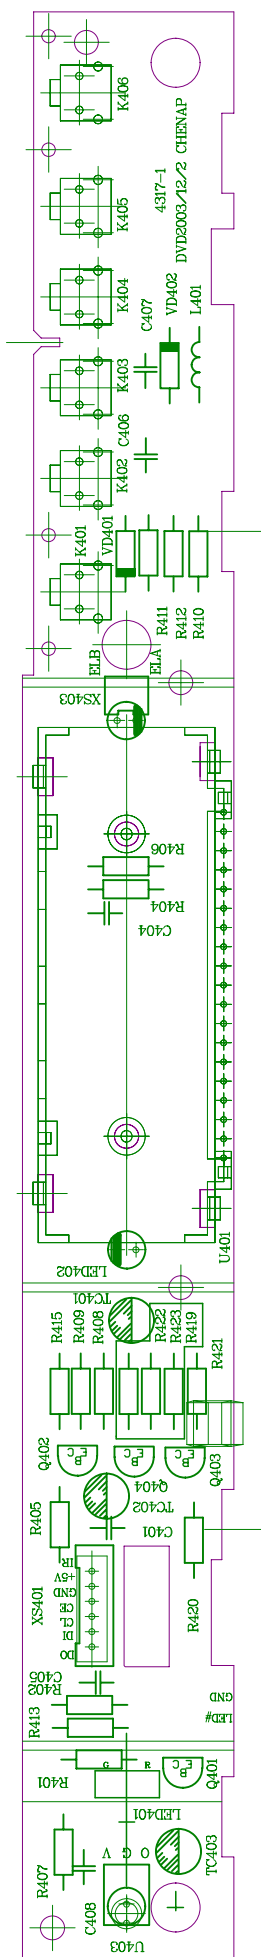 K406
K405
4317-1
DVD2003/12/2 CHENAP
K404
C407
VD402
L401
K403
C406
K402
K401
VD401
R411
R412
R410
ELB
ELA
XS403
R406
R404
C404
U401
LED402
TC401
R415
R409
R408
R422
R423
R419
R421
Q402
E C
B
E C
B
E C
B
Q404
Q403
TC402
R405
C401
R420
XS401
IR
+5V
GND
CE
CL
DI
DO
C405
R402
R413
GND
LED#
R401
G R
E C
B
Q401
LED401
R407
V G O
TC403
C408
U403